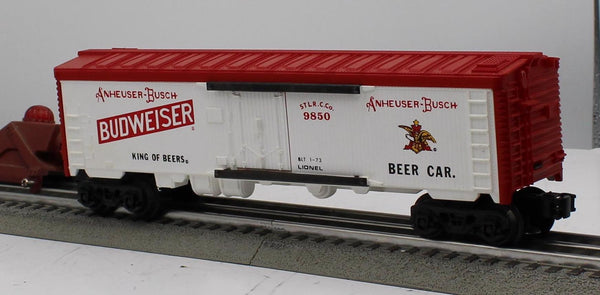 Anheuser-Busch
BUDWEISER
KING OF BEERS®
ST.L.R.C.Co.
9850
BLT 1-73
LIONEL
Anheuser-Busch
BEER CAR.